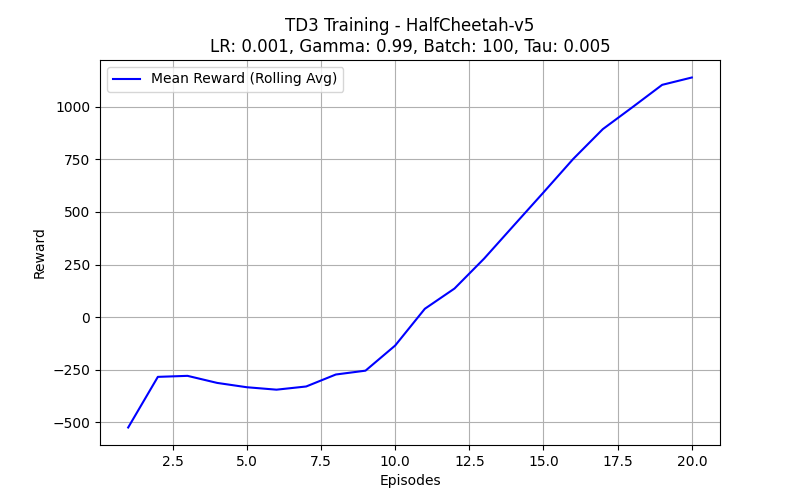 TD3 Training - HalfCheetah-v5
LR: 0.001, Gamma: 0.99, Batch: 100, Tau: 0.005
Mean Reward (Rolling Avg)
1000
750
500
250
0
−250
−500
Reward
2.5 5.0 7.5 10.0 12.5 15.0 17.5 20.0
Episodes